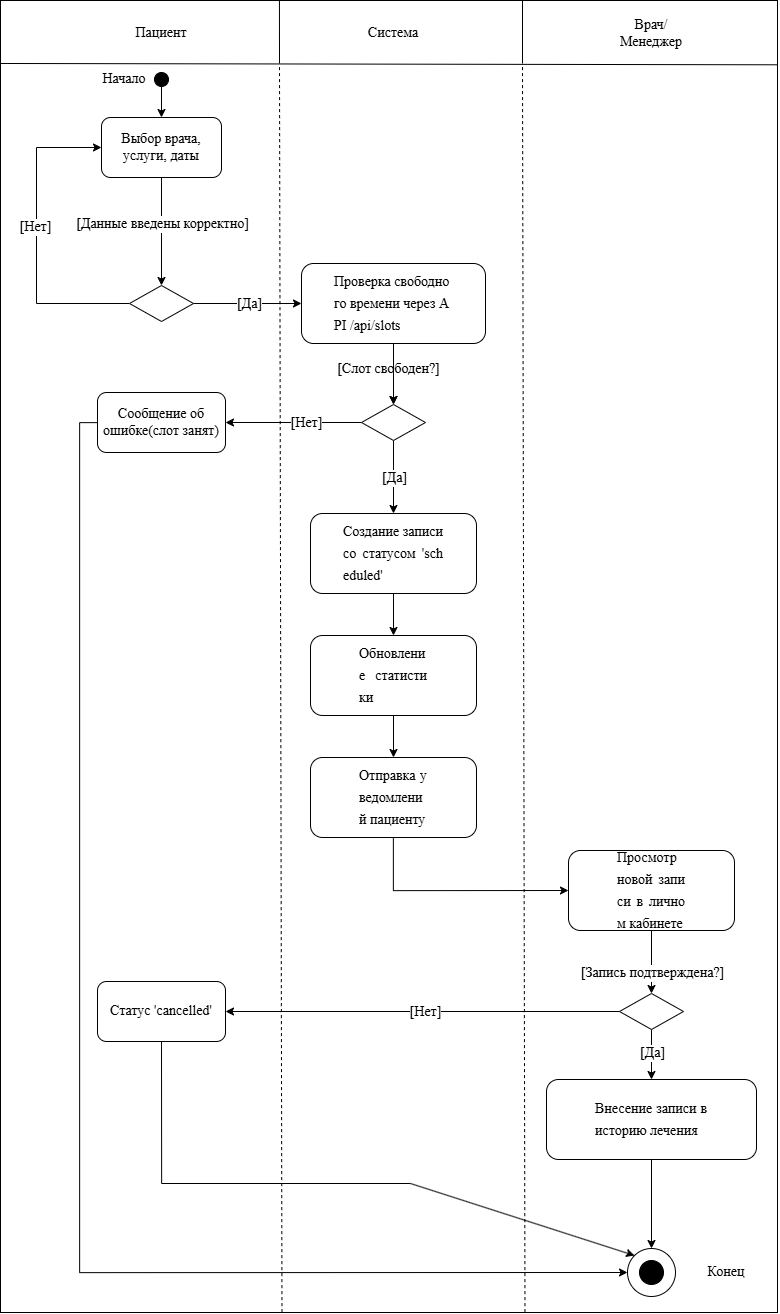 Пациент
Система
Врач/
Менеджер
Начало
Выбор врача,
услуги, даты
[Нет]
[Данные введены корректно]
[Да]
Проверка свободно
го времени через А
PI /api/slots
[Слот свободен?]
Сообщение об
ошибке(слот занят)
[Нет]
[Да]
Создание записи
со статусом 'sch
eduled'
Обновлени
е статисти
ки
Отправка у
ведомлени
й пациенту
Просмотр
новой запи
си в лично
м кабинете
[Запись подтверждена?]
Статус 'cancelled'
[Нет]
[Да]
Внесение записи в
историю лечения
Конец